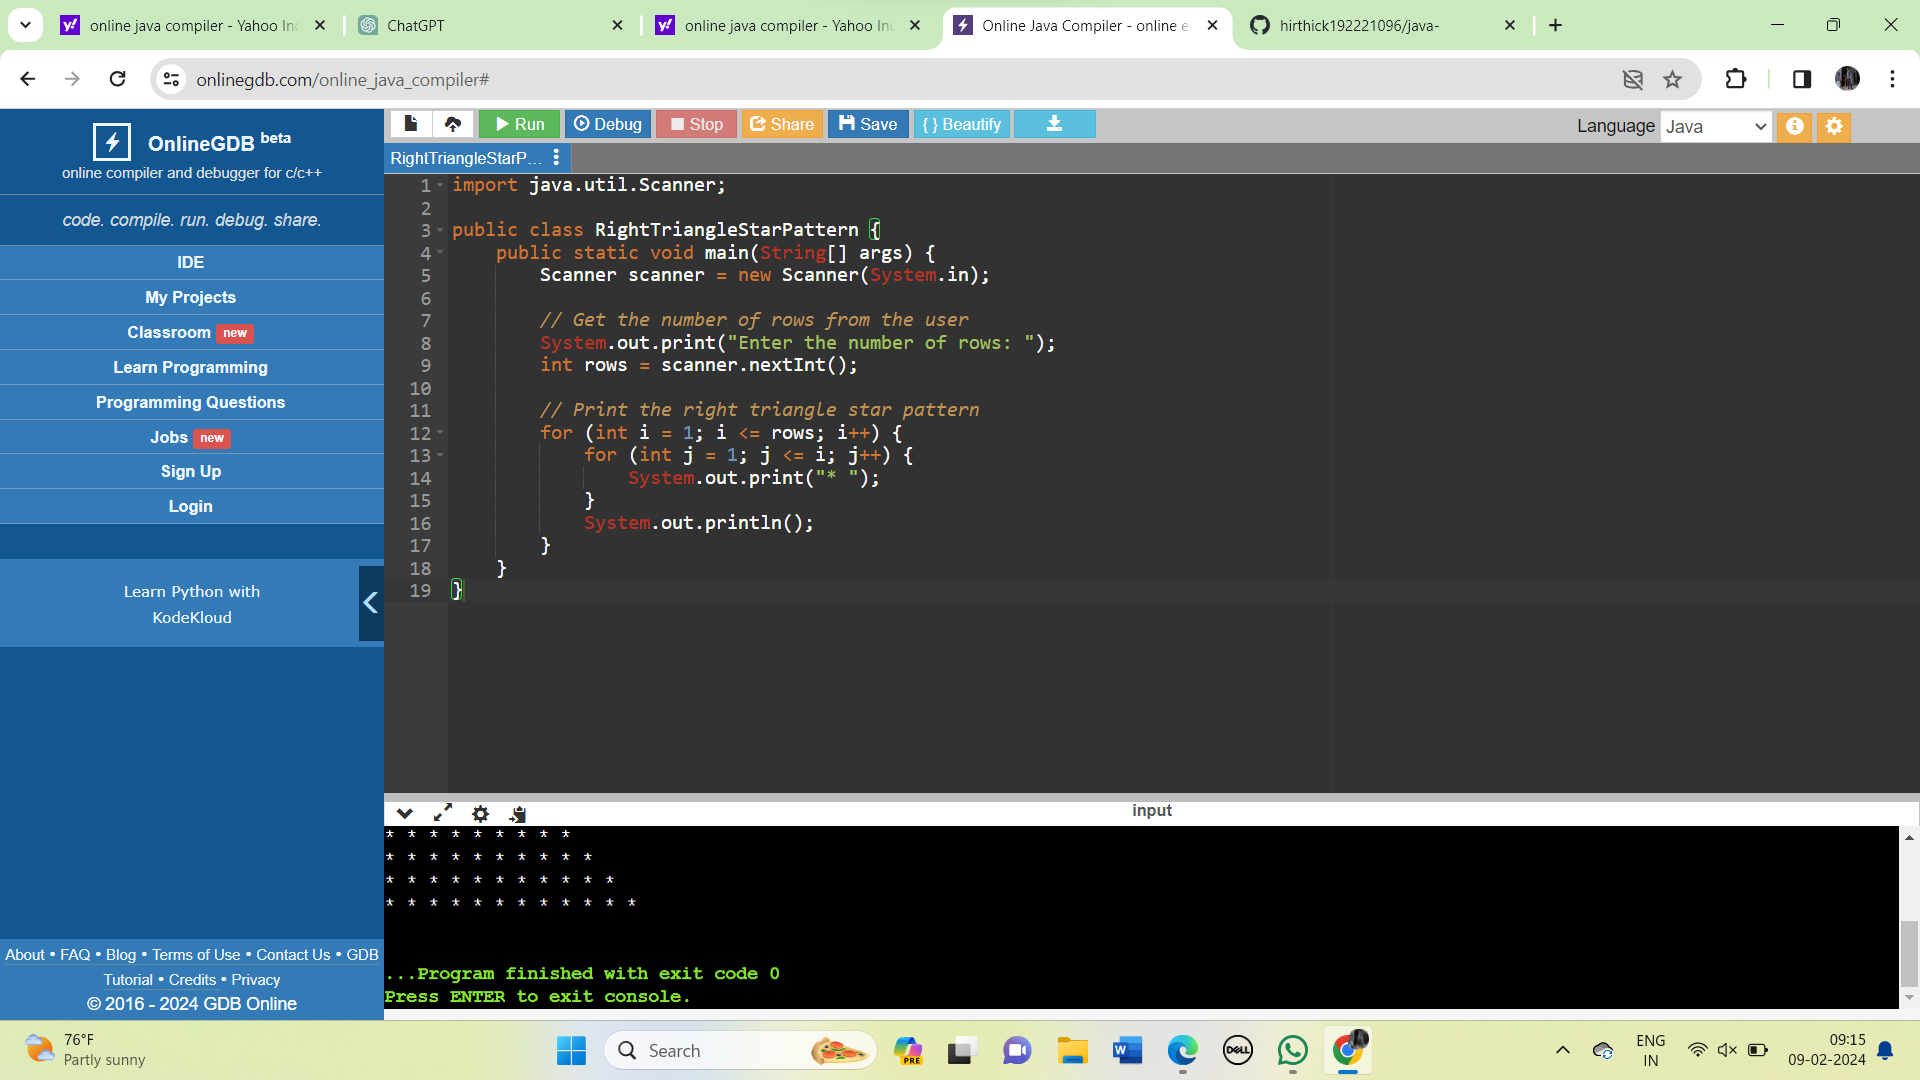 online java compiler - Yahoo In
ChatGPT
online java compiler - Yahoo In
Online Java Compiler - online e
hirthick192221096/java-
onlinegdb.com/online_java_compiler#
OnlineGDB beta
online compiler and debugger for c/c++
code. compile. run. debug. share.
IDE
My Projects
Classroom new
Learn Programming
Programming Questions
Jobs new
Sign Up
Login
Learn Python with
KodeKloud
About • FAQ • Blog • Terms of Use • Contact Us • GDB
Tutorial • Credits • Privacy
© 2016 - 2024 GDB Online
Run
Debug
Stop
Share
Save
{ } Beautify
Language Java
RightTriangleStarP...
1 import java.util.Scanner;
2
3 public class RightTriangleStarPattern {
4     public static void main(String[] args) {
5         Scanner scanner = new Scanner(System.in);
6
7         // Get the number of rows from the user
8         System.out.print("Enter the number of rows: ");
9         int rows = scanner.nextInt();
10
11         // Print the right triangle star pattern
12         for (int i = 1; i <= rows; i++) {
13             for (int j = 1; j <= i; j++) {
14                 System.out.print("* ");
15             }
16             System.out.println();
17         }
18     }
19 }
input
* * * * * * * * *
* * * * * * * * * *
* * * * * * * * * * *
* * * * * * * * * * * *
...Program finished with exit code 0
Press ENTER to exit console.
76°F
Partly sunny
Search
PRE
W
DELL
ENG
IN
09:15
09-02-2024